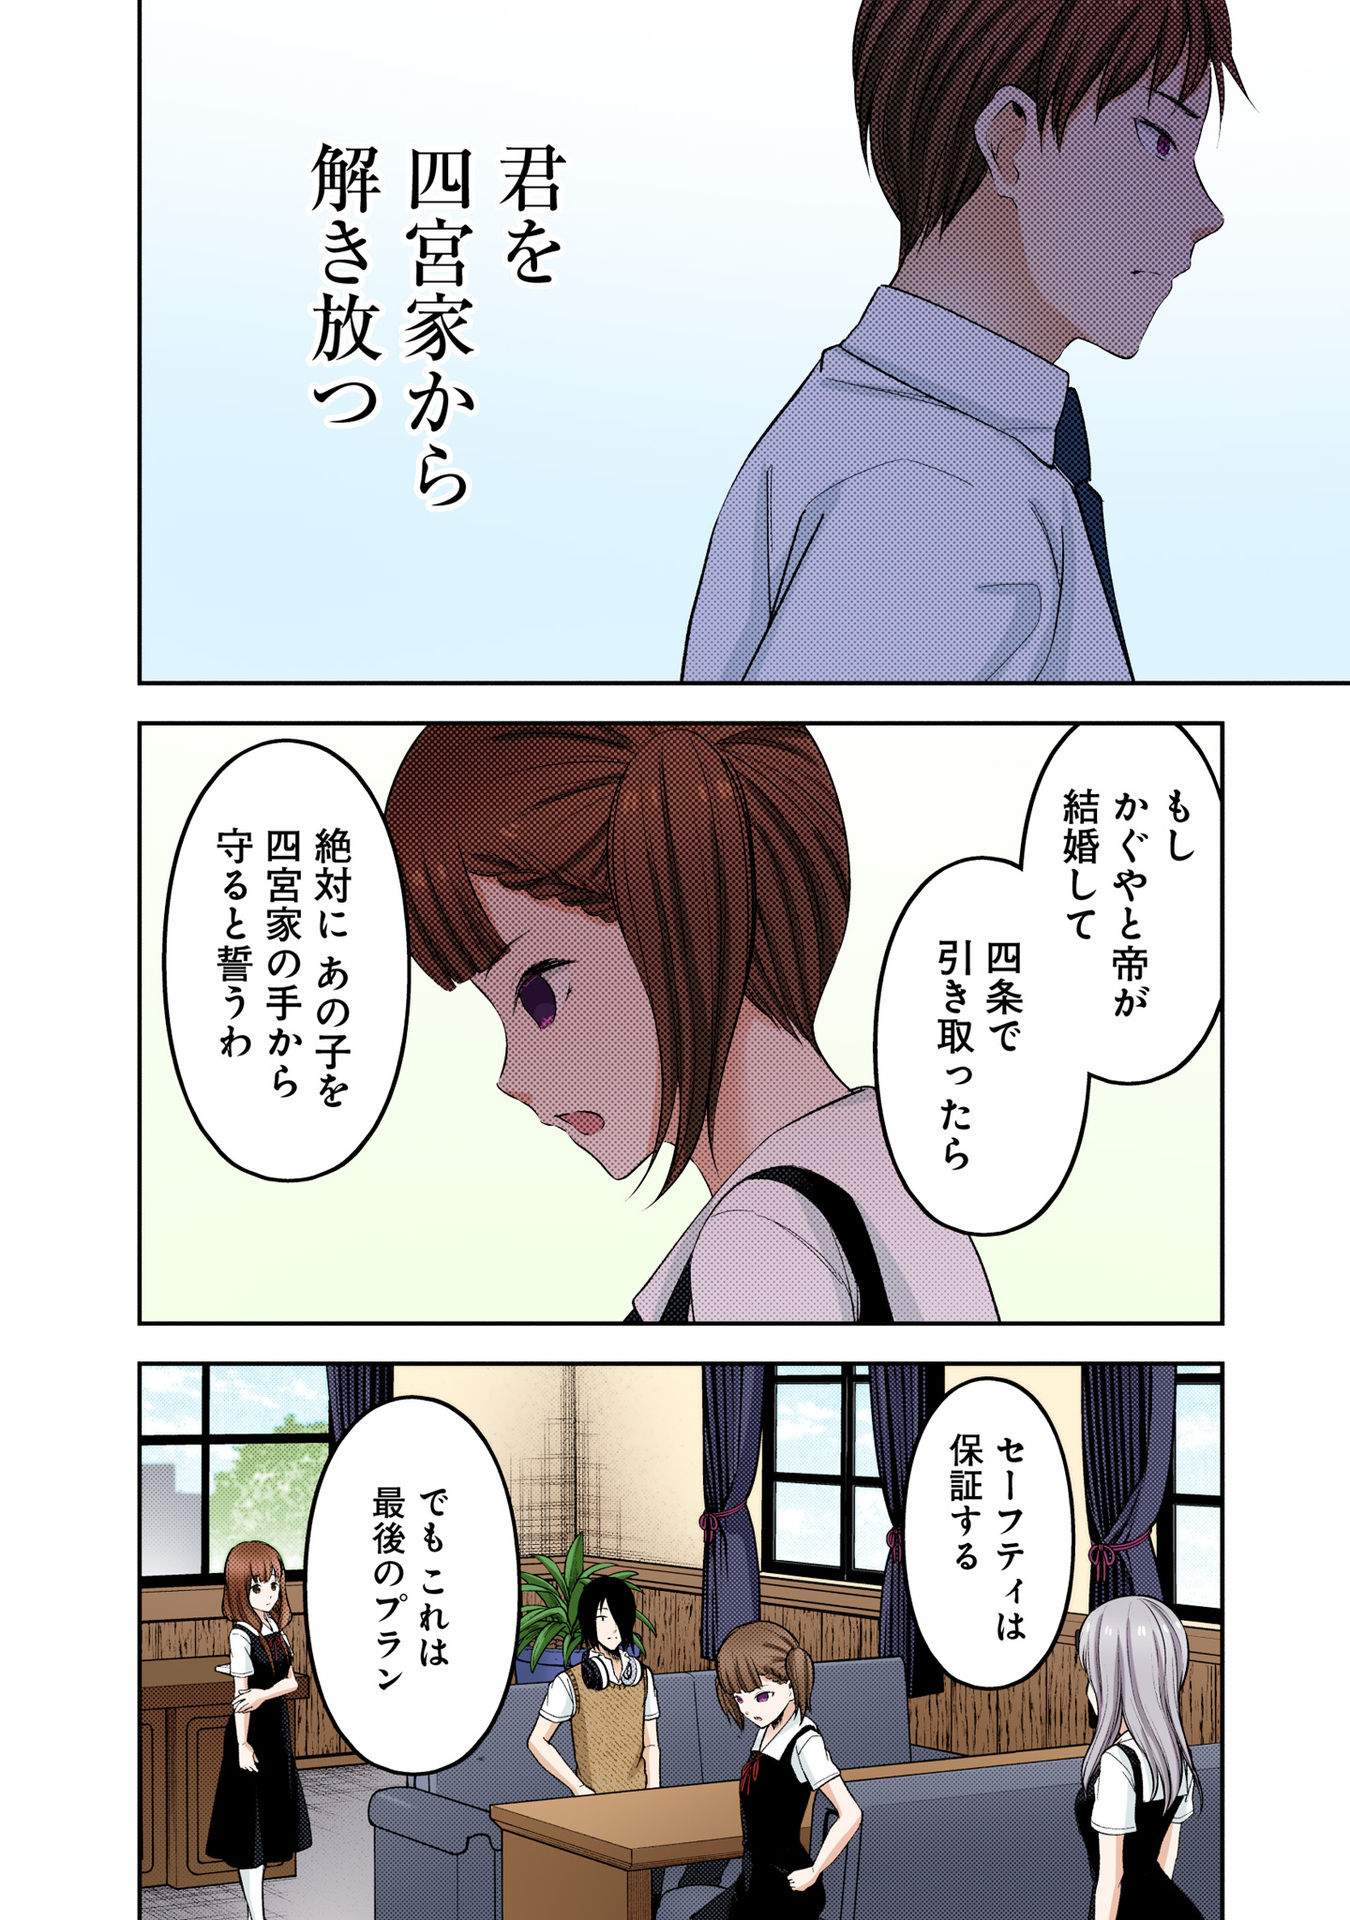 君を
四宮家から
解き放つ
もし
かぐやと帝が
結婚して
四条で
引き取ったら
絶対に あの子を
四宮家の手から
守ると誓うわ
セーフティは
保証する
でも これは
最後のプラン